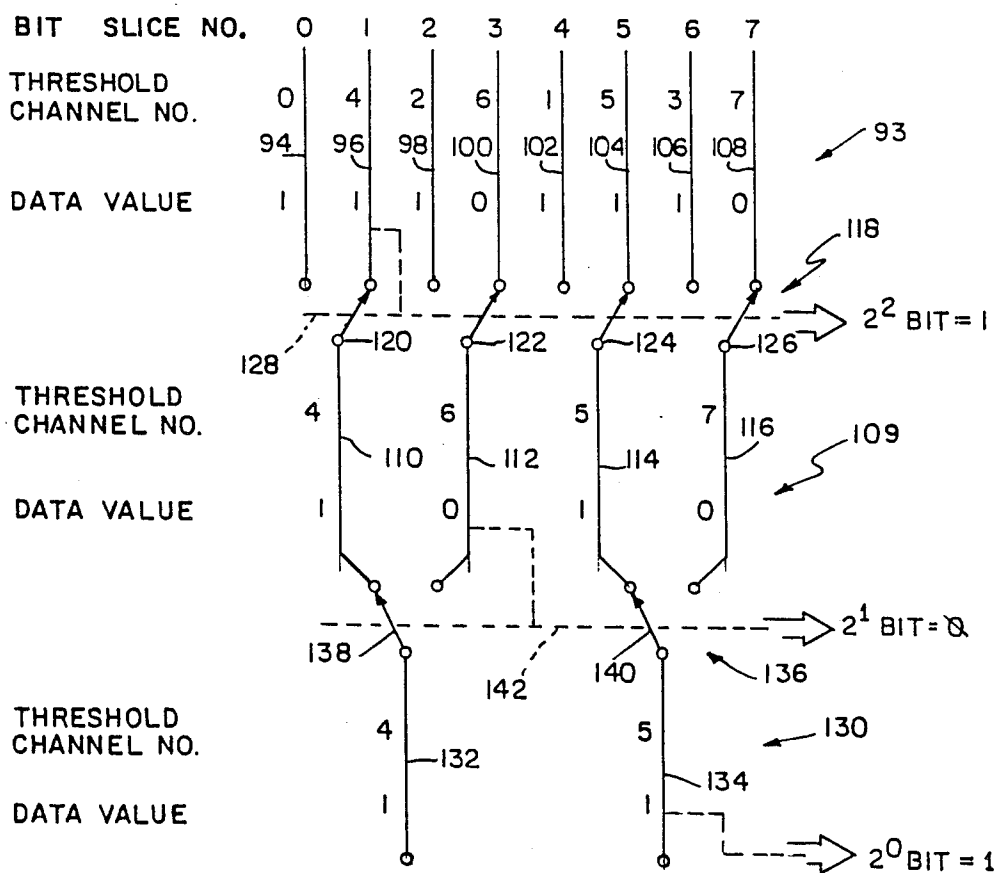 BIT SLICE NO. 0 1 2 3 4 5 6 7
THRESHOLD
CHANNEL NO. 0 4 2 6 1 5 3 7
94 96 98 100 102 104 106 108 93
DATA VALUE 1 1 1 0 1 1 1 0
118
128 120 122 124 126 2² BIT = 1
THRESHOLD
CHANNEL NO. 4 6 5 7
110 112 114 116 109
DATA VALUE 1 0 1 0
138 142 140 2¹ BIT = 0
136
THRESHOLD
CHANNEL NO. 4 5 130
132 134
DATA VALUE 1 1
2⁰ BIT = 1